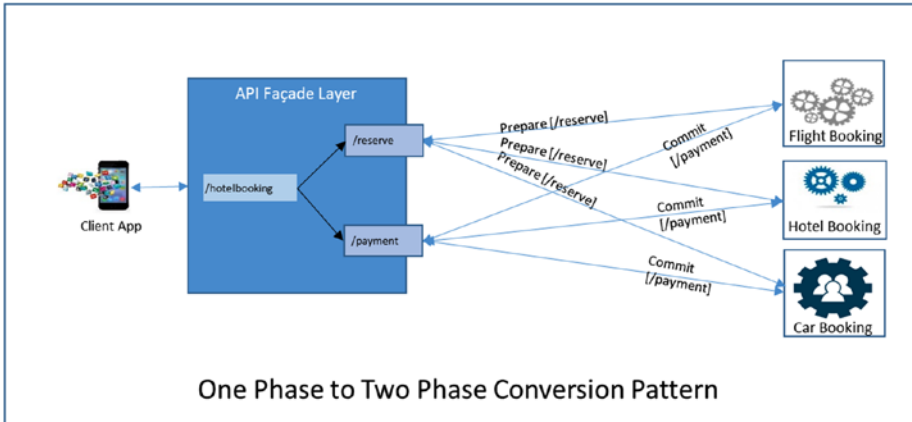 API Façade Layer
/reserve
/hotelbooking
/payment
Client App
Prepare [/reserve]
Prepare [/reserve]
Prepare [/reserve]
Commit
[/payment]
Commit
[/payment]
Commit
[/payment]
Flight Booking
Hotel Booking
Car Booking
One Phase to Two Phase Conversion Pattern